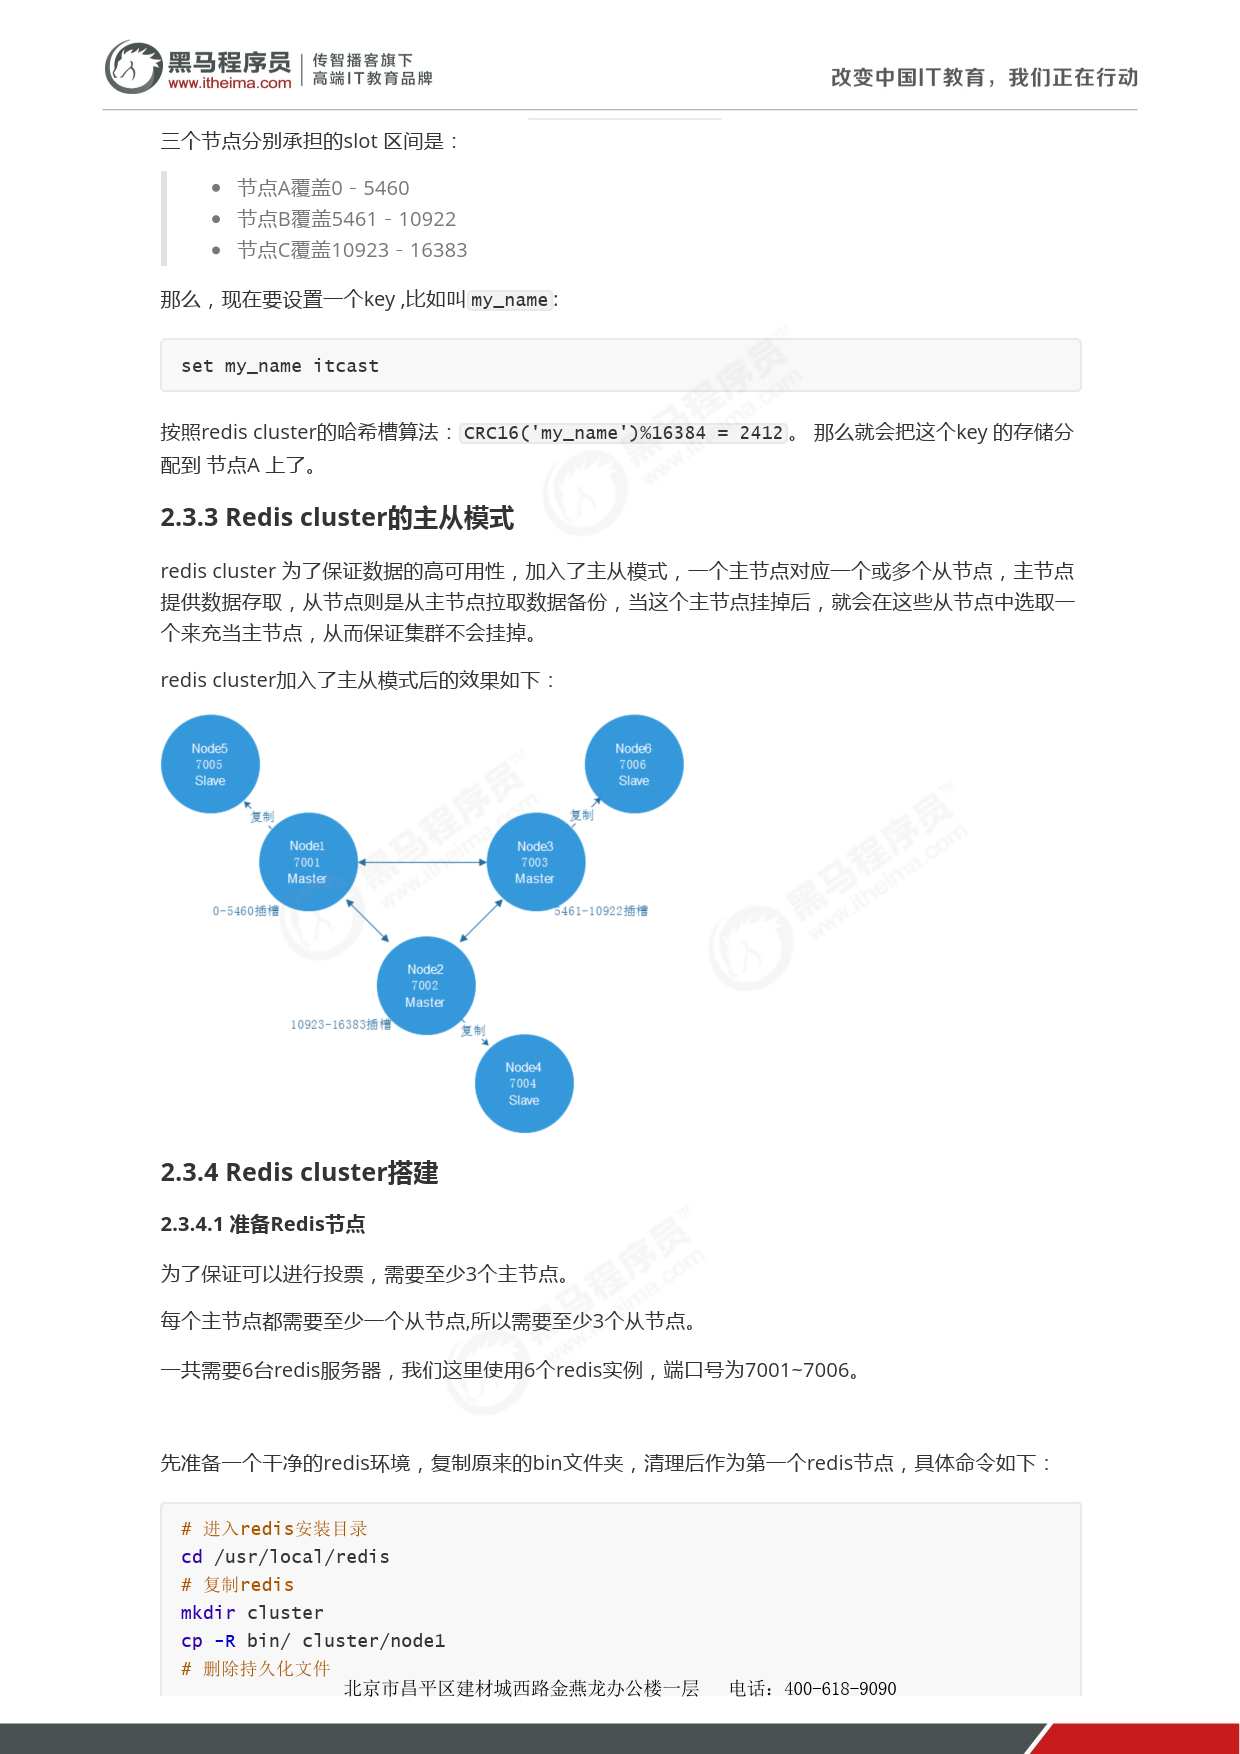 黑马程序员
www.itheima.com
传智播客旗下
高端IT教育品牌
改变中国IT教育，我们正在行动
三个节点分别承担的slot 区间是：
节点A覆盖0－5460
节点B覆盖5461－10922
节点C覆盖10923－16383
那么，现在要设置一个key ,比如叫my_name:
set my_name itcast
按照redis cluster的哈希槽算法：CRC16('my_name')%16384 = 2412。 那么就会把这个key 的存储分
配到 节点A 上了。
2.3.3 Redis cluster的主从模式
redis cluster 为了保证数据的高可用性，加入了主从模式，一个主节点对应一个或多个从节点，主节点
提供数据存取，从节点则是从主节点拉取数据备份，当这个主节点挂掉后，就会在这些从节点中选取一
个来充当主节点，从而保证集群不会挂掉。
redis cluster加入了主从模式后的效果如下：
Node5
7005
Slave
Node6
7006
Slave
复制
复制
Node1
7001
Master
Node3
7003
Master
0-5460插槽
5461-10922插槽
Node2
7002
Master
10923-16383插槽
复制
Node4
7004
Slave
2.3.4 Redis cluster搭建
2.3.4.1 准备Redis节点
为了保证可以进行投票，需要至少3个主节点。
每个主节点都需要至少一个从节点,所以需要至少3个从节点。
一共需要6台redis服务器，我们这里使用6个redis实例，端口号为7001~7006。
先准备一个干净的redis环境，复制原来的bin文件夹，清理后作为第一个redis节点，具体命令如下：
# 进入redis安装目录
cd /usr/local/redis
# 复制redis
mkdir cluster
cp -R bin/ cluster/node1
# 删除持久化文件
北京市昌平区建材城西路金燕龙办公楼一层 电话：400-618-9090